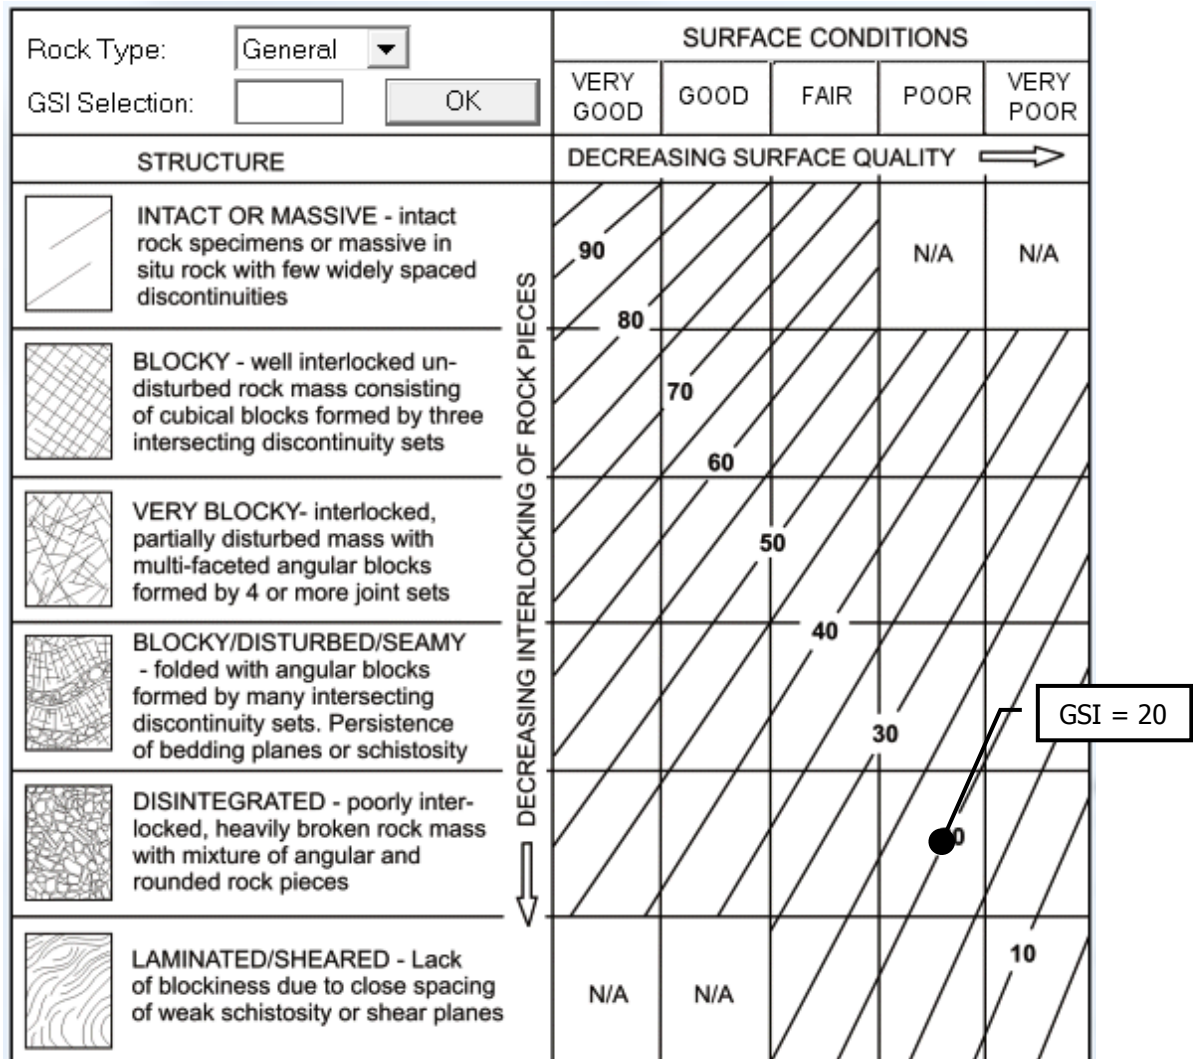 Rock Type: General
GSI Selection: OK
SURFACE CONDITIONS
VERY GOOD
GOOD
FAIR
POOR
VERY POOR
STRUCTURE
DECREASING SURFACE QUALITY
DECREASING INTERLOCKING OF ROCK PIECES
INTACT OR MASSIVE - intact
rock specimens or massive in
situ rock with few widely spaced
discontinuities
90
N/A
N/A
80
BLOCKY - well interlocked un-
disturbed rock mass consisting
of cubical blocks formed by three
intersecting discontinuity sets
70
60
VERY BLOCKY- interlocked,
partially disturbed mass with
multi-faceted angular blocks
formed by 4 or more joint sets
50
40
BLOCKY/DISTURBED/SEAMY
- folded with angular blocks
formed by many intersecting
discontinuity sets. Persistence
of bedding planes or schistosity
30
GSI = 20
DISINTEGRATED - poorly inter-
locked, heavily broken rock mass
with mixture of angular and
rounded rock pieces
0
LAMINATED/SHEARED - Lack
of blockiness due to close spacing
of weak schistosity or shear planes
N/A
N/A
10